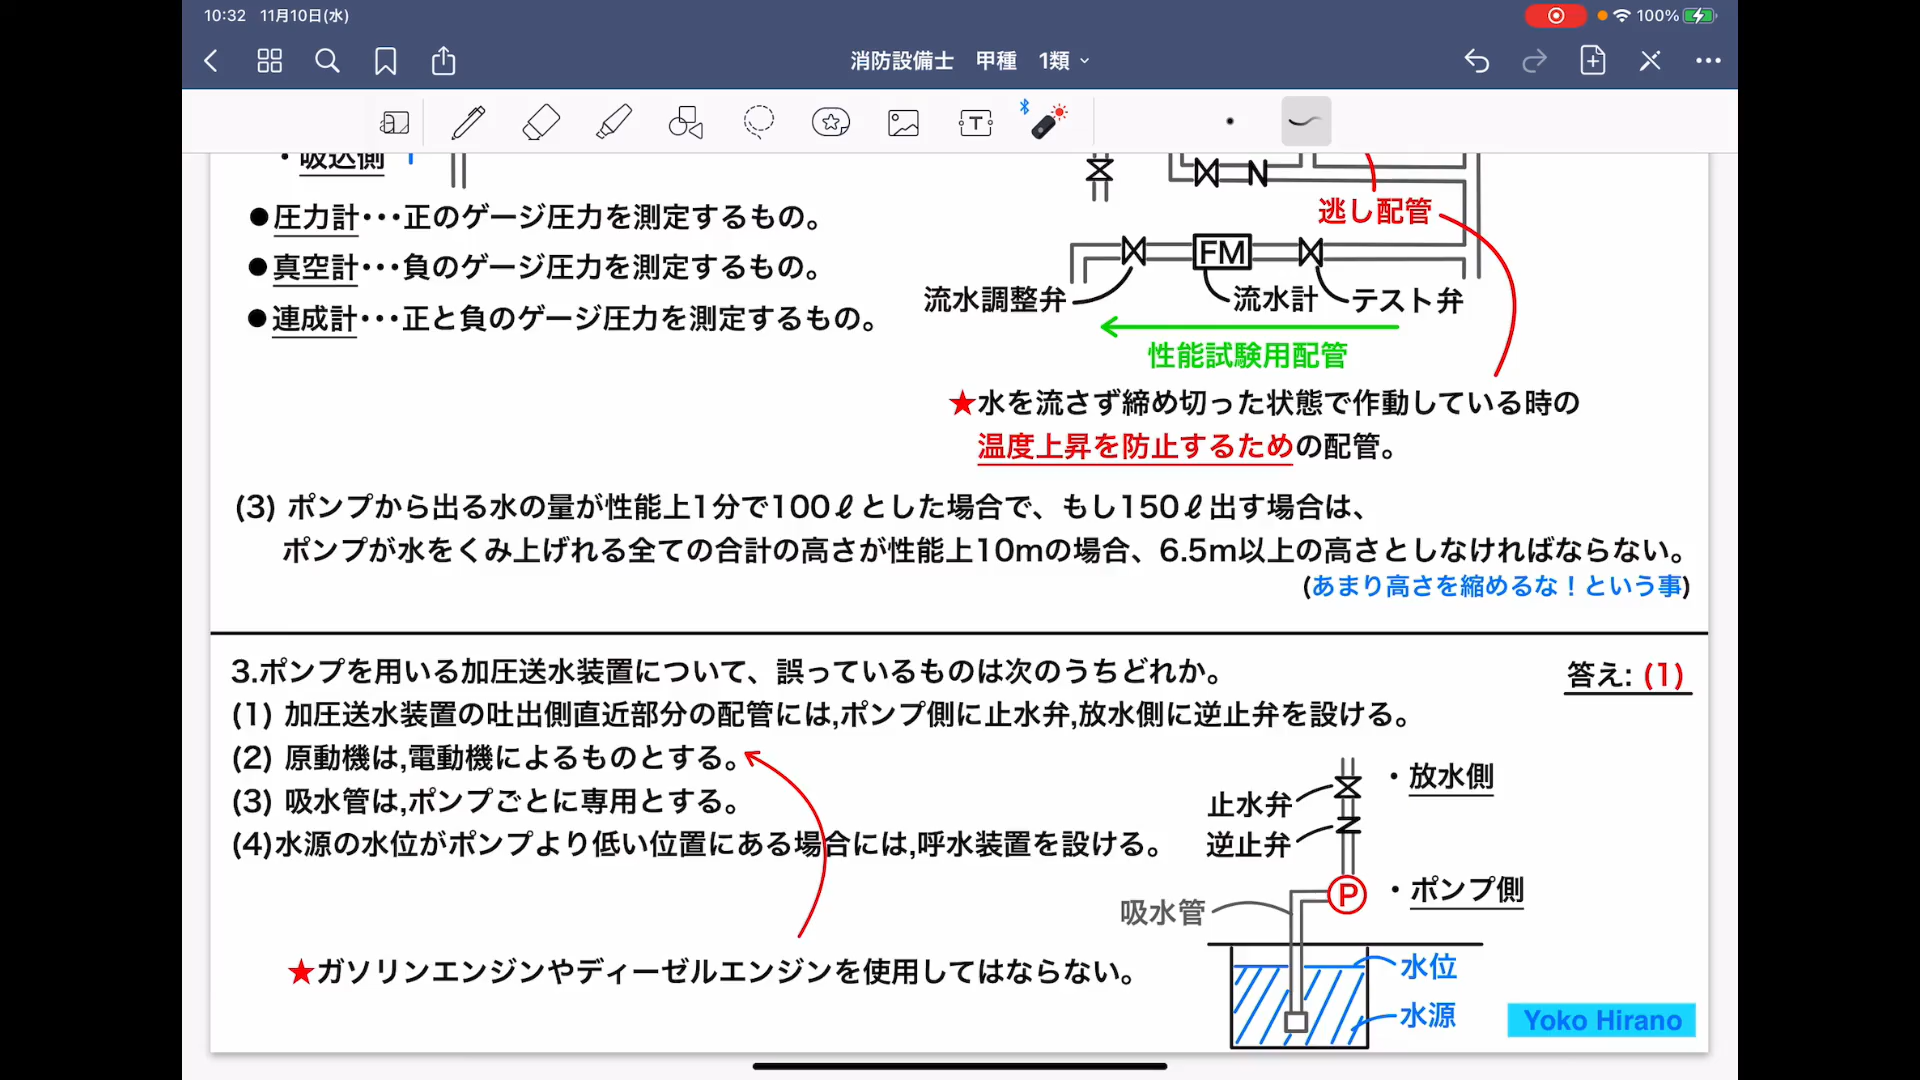 10:32 11月10日(水)
100%
消防設備士 甲種 1類
・吸込側
●圧力計･･･正のゲージ圧力を測定するもの。
●真空計･･･負のゲージ圧力を測定するもの。
●連成計･･･正と負のゲージ圧力を測定するもの。
N
逃し配管
FM
流水調整弁
流水計
テスト弁
性能試験用配管
★水を流さず締め切った状態で作動している時の
温度上昇を防止するための配管。
(3) ポンプから出る水の量が性能上1分で100ℓとした場合で、もし150ℓ出す場合は、
ポンプが水をくみ上げれる全ての合計の高さが性能上10mの場合、6.5m以上の高さとしなければならない。
(あまり高さを縮めるな！という事)
3.ポンプを用いる加圧送水装置について、誤っているものは次のうちどれか。
答え: (1)
(1) 加圧送水装置の吐出側直近部分の配管には,ポンプ側に止水弁,放水側に逆止弁を設ける。
(2) 原動機は,電動機によるものとする。
(3) 吸水管は,ポンプごとに専用とする。
(4)水源の水位がポンプより低い位置にある場合には,呼水装置を設ける。
・放水側
止水弁
逆止弁
P
・ポンプ側
吸水管
★ガソリンエンジンやディーゼルエンジンを使用してはならない。
水位
水源
Yoko Hirano